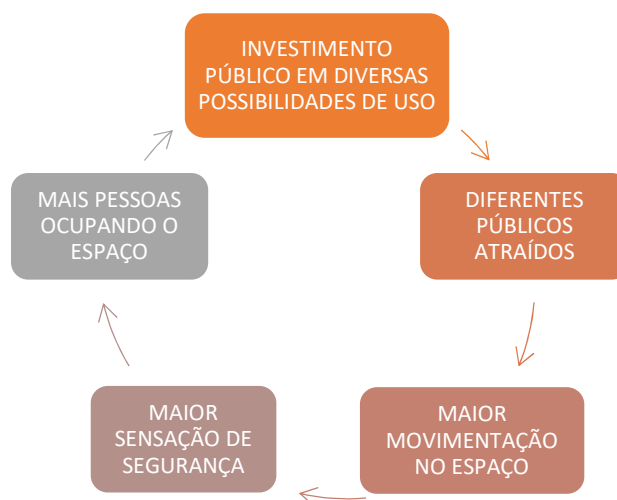 INVESTIMENTO
PÚBLICO EM DIVERSAS
POSSIBILIDADES DE USO
DIFERENTES
PÚBLICOS
ATRAÍDOS
MAIOR
MOVIMENTAÇÃO
NO ESPAÇO
MAIOR
SENSAÇÃO DE
SEGURANÇA
MAIS PESSOAS
OCUPANDO O
ESPAÇO